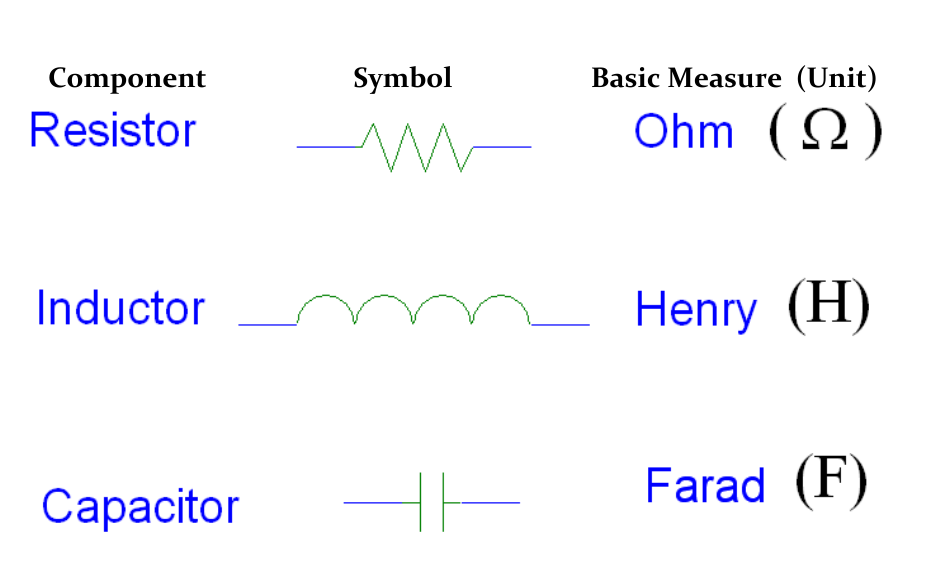 Component Symbol Basic Measure (Unit)
Resistor Ohm ( Ω )
Inductor Henry (H)
Capacitor Farad (F)